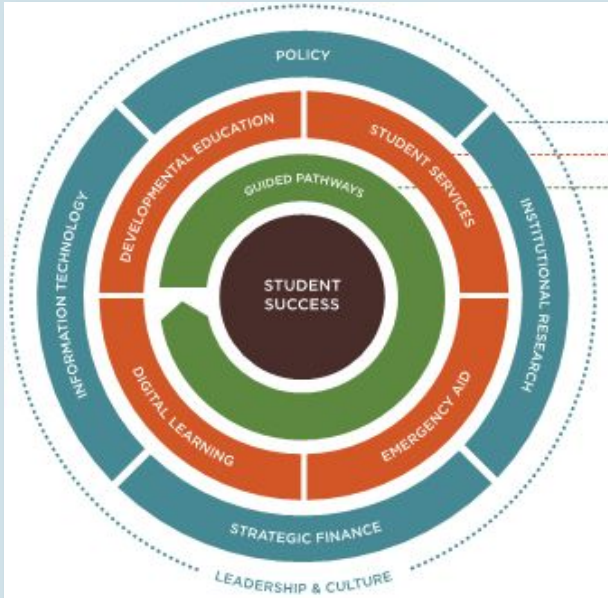 POLICY
DEVELOPMENTAL EDUCATION
STUDENT SERVICES
GUIDED PATHWAYS
INFORMATION TECHNOLOGY
INSTITUTIONAL RESEARCH
STUDENT
SUCCESS
DIGITAL LEARNING
EMERGENCY AID
STRATEGIC FINANCE
LEADERSHIP & CULTURE